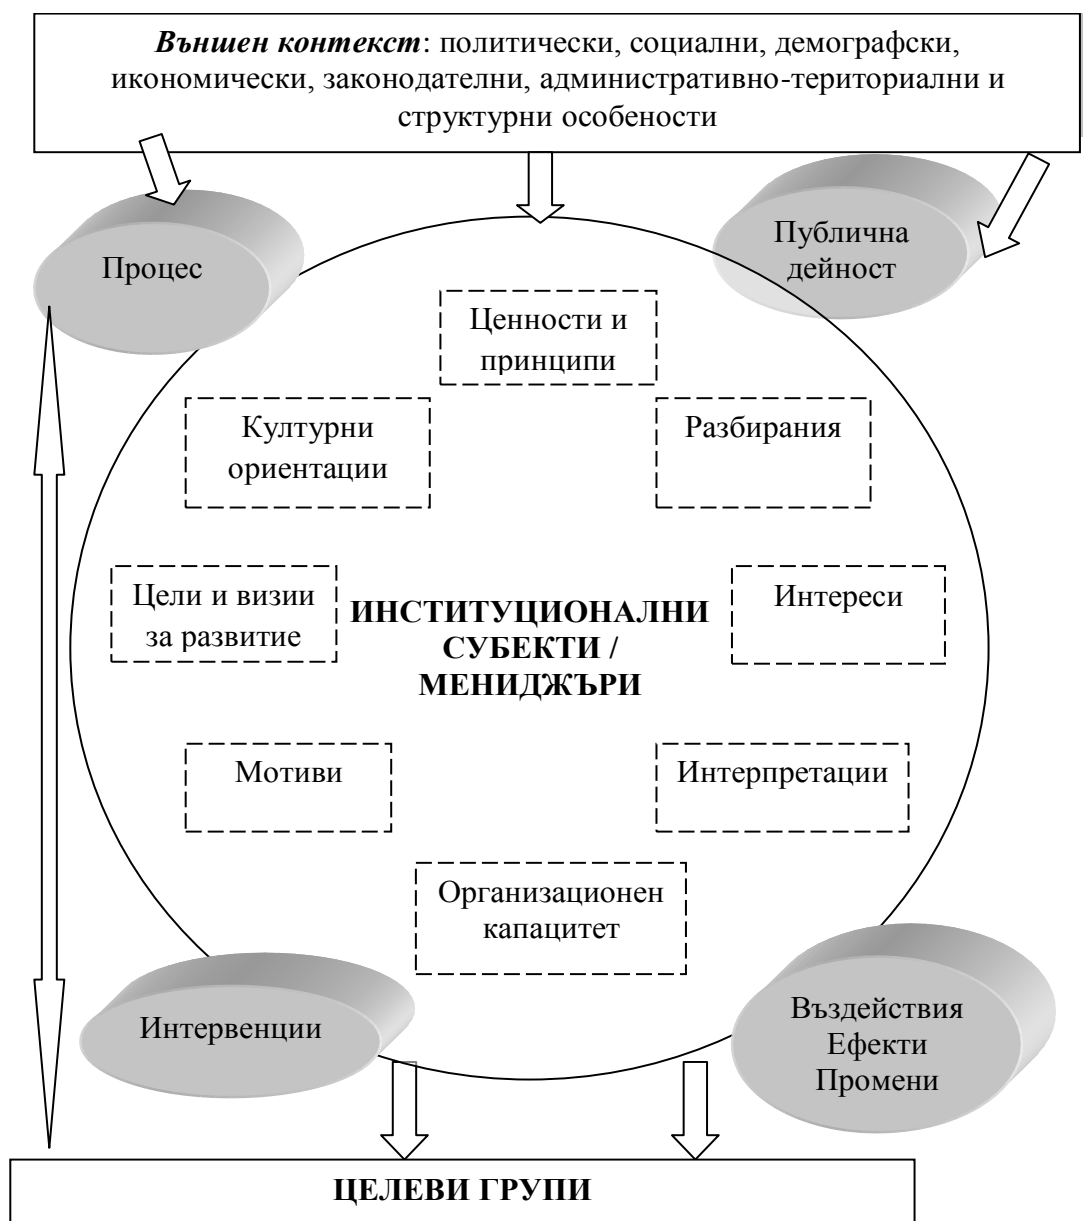 Външен контекст: политически, социални, демографски,
икономически, законодателни, административно-териториални и
структурни особености
Процес
Публична
дейност
Ценности и
принципи
Културни
ориентации
Разбирания
Цели и визии
за развитие
ИНСТИТУЦИОНАЛНИ
СУБЕКТИ /
МЕНИДЖЪРИ
Интереси
Мотиви
Интерпретации
Организационен
капацитет
Интервенции
Въздействия
Ефекти
Промени
ЦЕЛЕВИ ГРУПИ